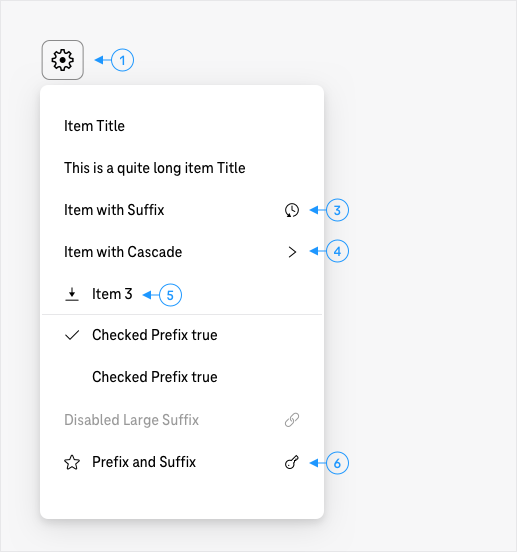 1
Item Title
This is a quite long item Title
Item with Suffix 3
Item with Cascade 4
Item 3 5
Checked Prefix true
Checked Prefix true
Disabled Large Suffix
Prefix and Suffix 6